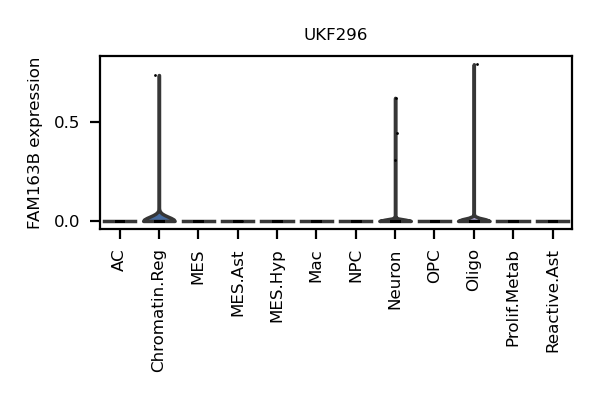 UKF296
FAM163B expression
0.5
0.0
AC
Chromatin.Reg
MES
MES.Ast
MES.Hyp
Mac
NPC
Neuron
OPC
Oligo
Prolif.Metab
Reactive.Ast